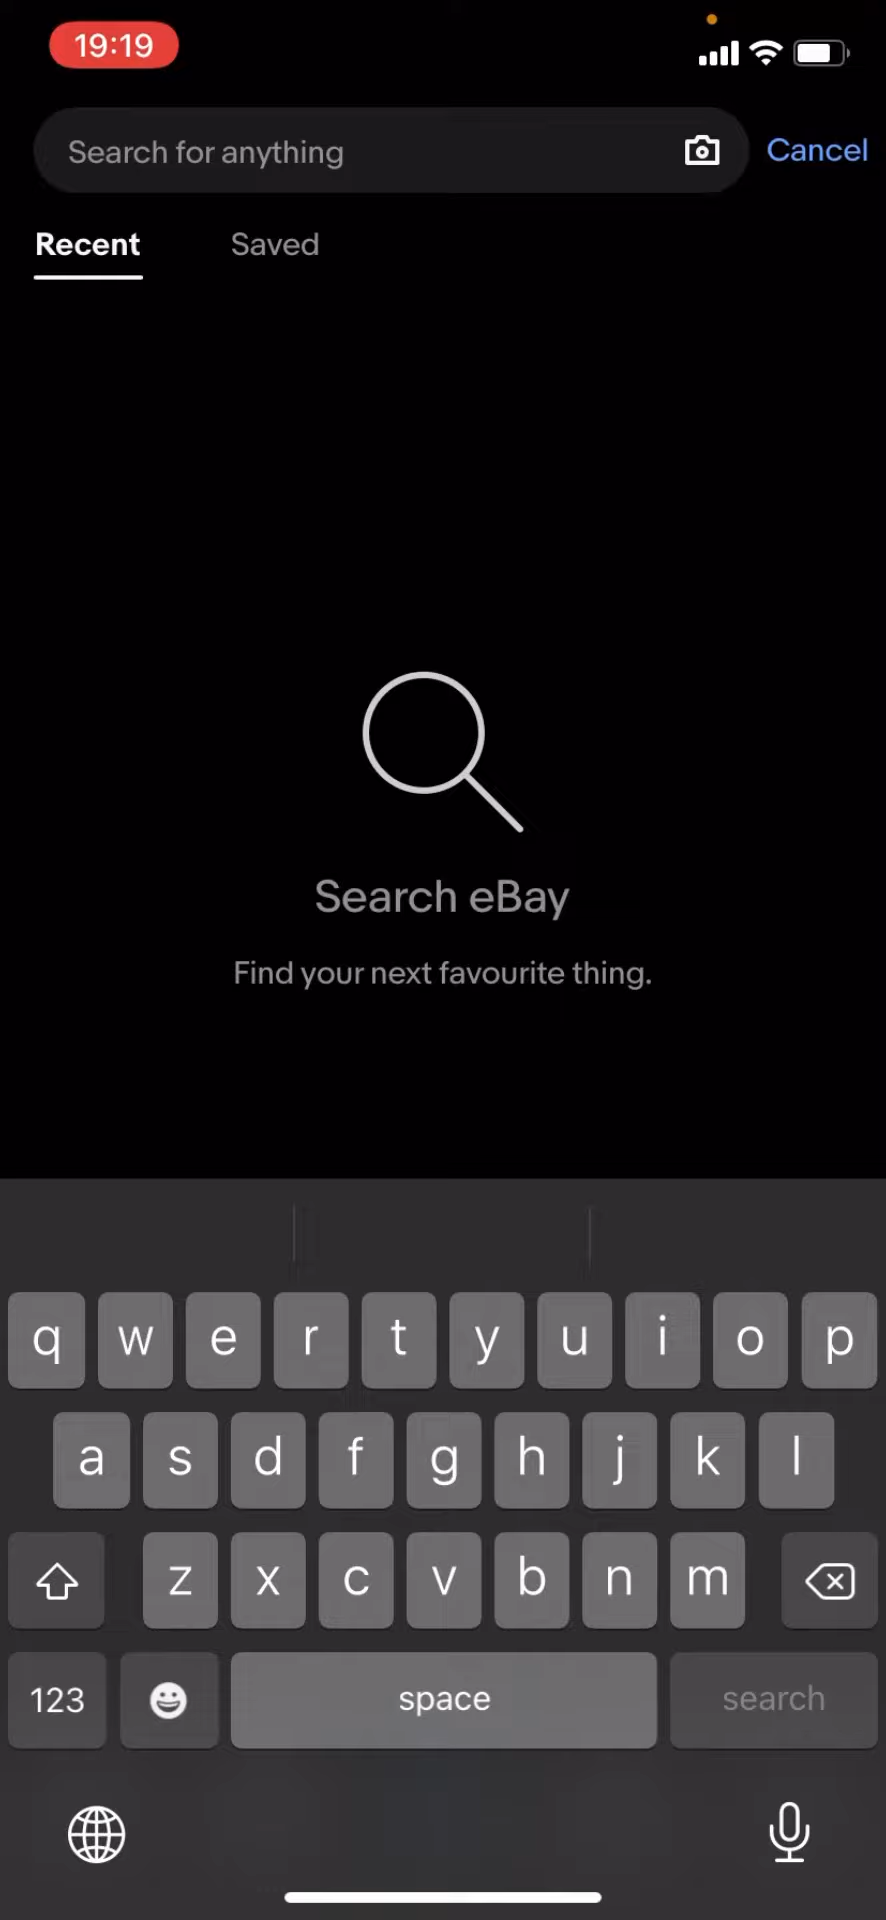 19:19
Search for anything Cancel
Recent Saved
Search eBay
Find your next favourite thing.
q w e r t y u i o p
a s d f g h j k l
z x c v b n m
123 space search